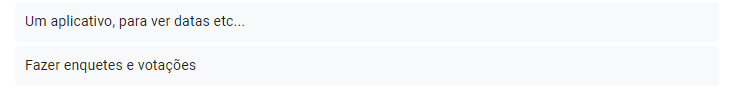 Um aplicativo, para ver datas etc...
Fazer enquetes e votações